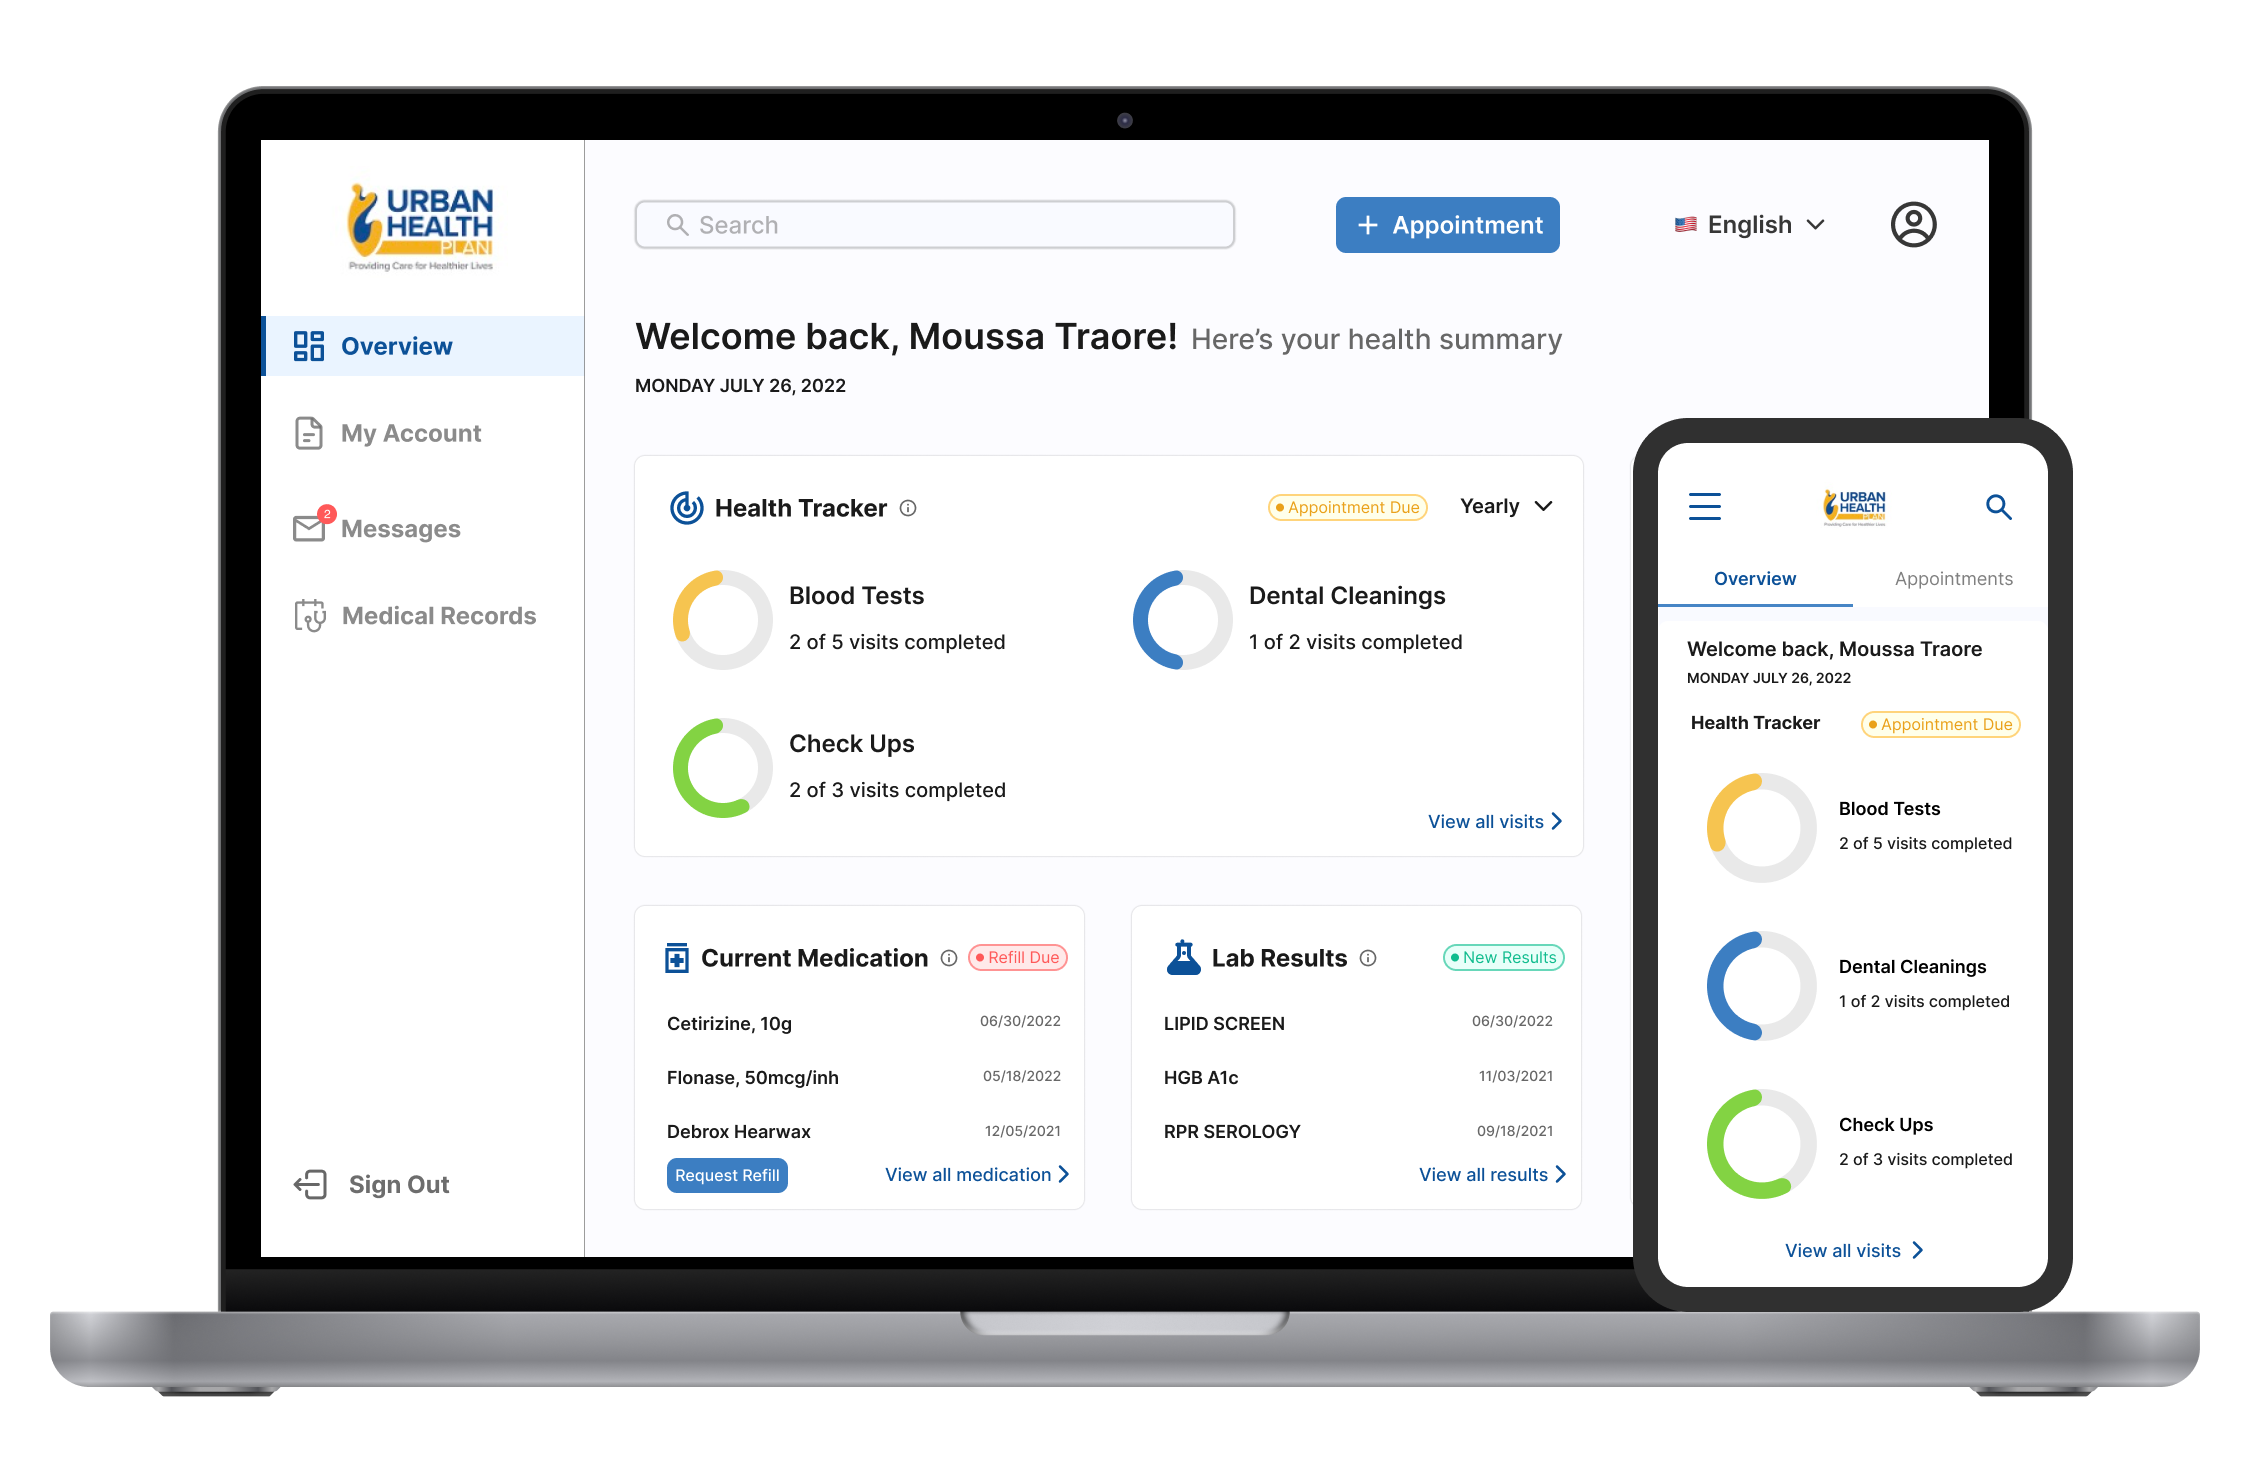 URBAN
HEALTH
PLAN
Providing Care for Healthier Lives
Search
+ Appointment
English
Overview
My Account
2
Messages
Medical Records
Sign Out
Welcome back, Moussa Traore! Here's your health summary
MONDAY JULY 26, 2022
Health Tracker
Appointment Due
Yearly
Blood Tests
2 of 5 visits completed
Dental Cleanings
1 of 2 visits completed
Check Ups
2 of 3 visits completed
View all visits
Current Medication
Refill Due
Cetirizine, 10g 06/30/2022
Flonase, 50mcg/inh 05/18/2022
Debrox Hearwax 12/05/2021
Request Refill
View all medication
Lab Results
New Results
LIPID SCREEN 06/30/2022
HGB A1c 11/03/2021
RPR SEROLOGY 09/18/2021
View all results
URBAN
HEALTH
PLAN
Providing Care for Healthier Lives
Overview
Appointments
Welcome back, Moussa Traore
MONDAY JULY 26, 2022
Health Tracker
Appointment Due
Blood Tests
2 of 5 visits completed
Dental Cleanings
1 of 2 visits completed
Check Ups
2 of 3 visits completed
View all visits